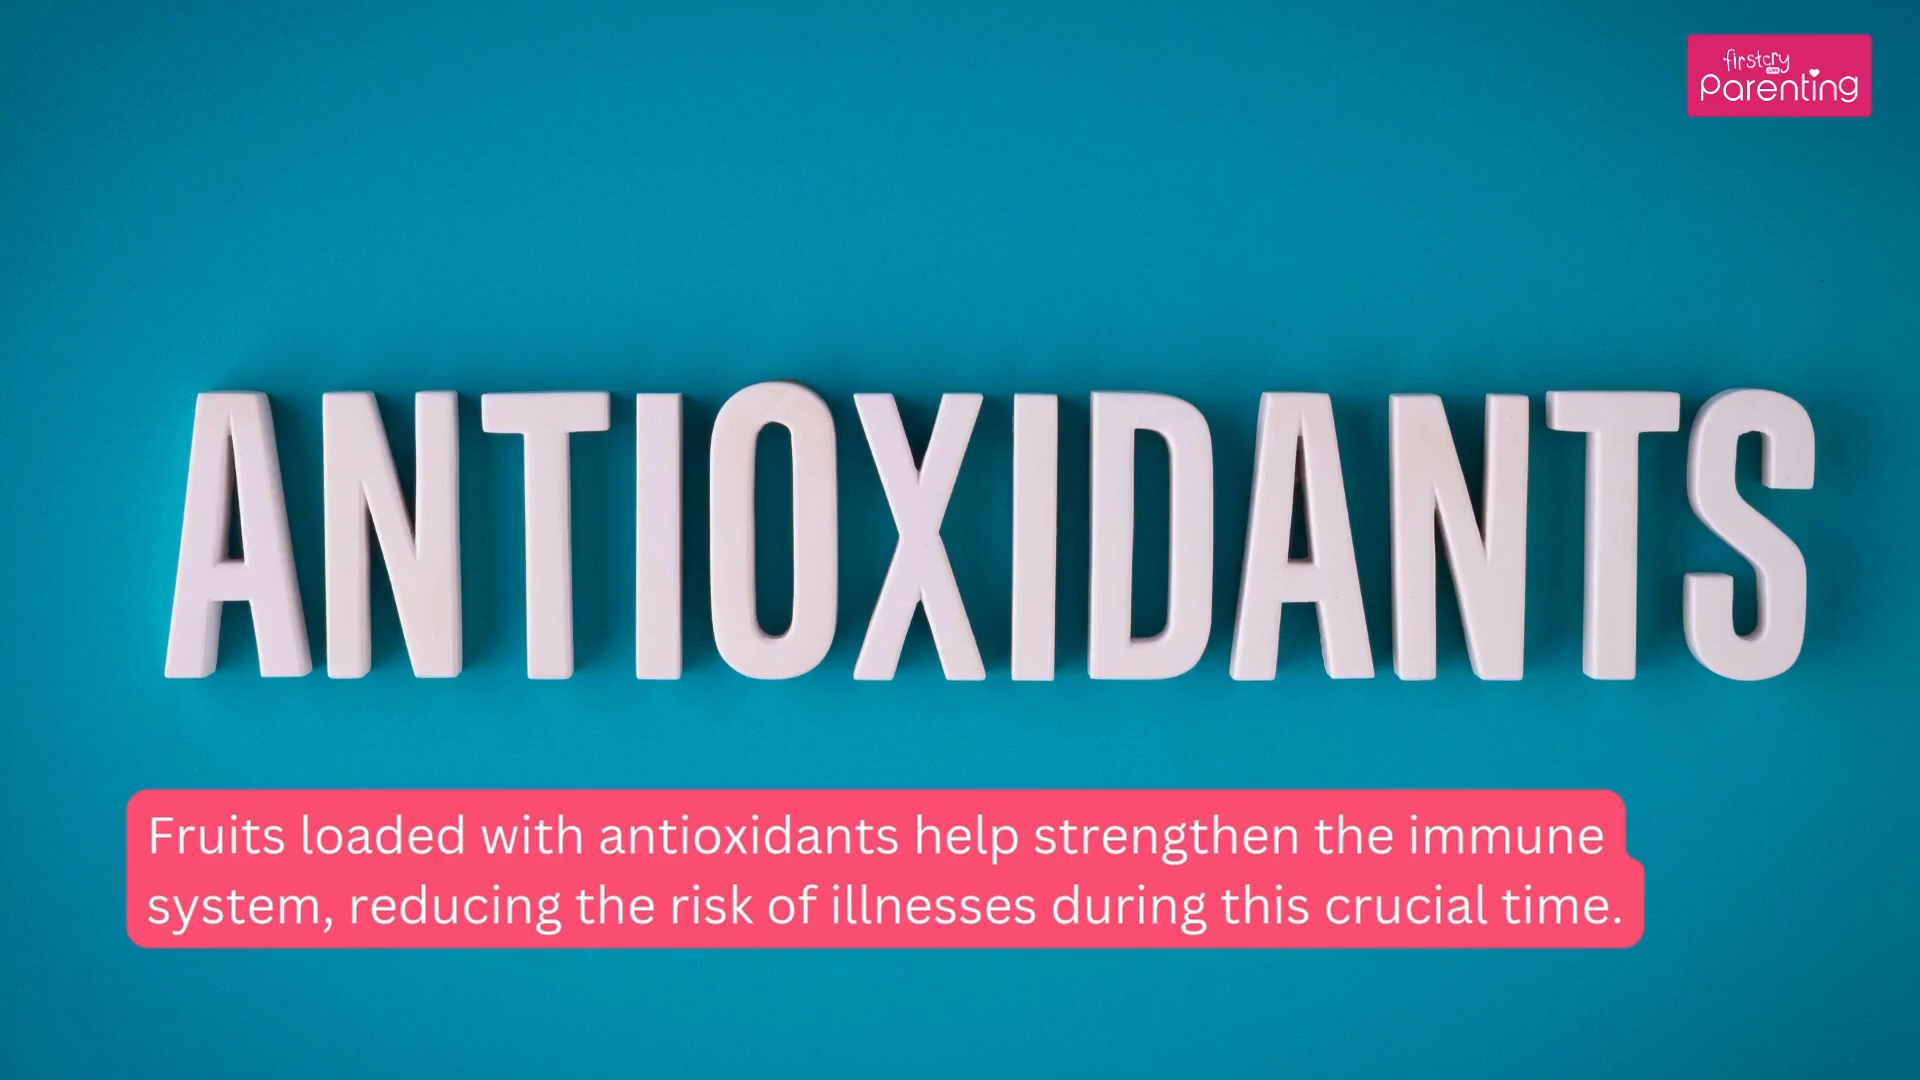 firstcry
.com
Parenting
ANTIOXIDANTS
Fruits loaded with antioxidants help strengthen the immune
system, reducing the risk of illnesses during this crucial time.